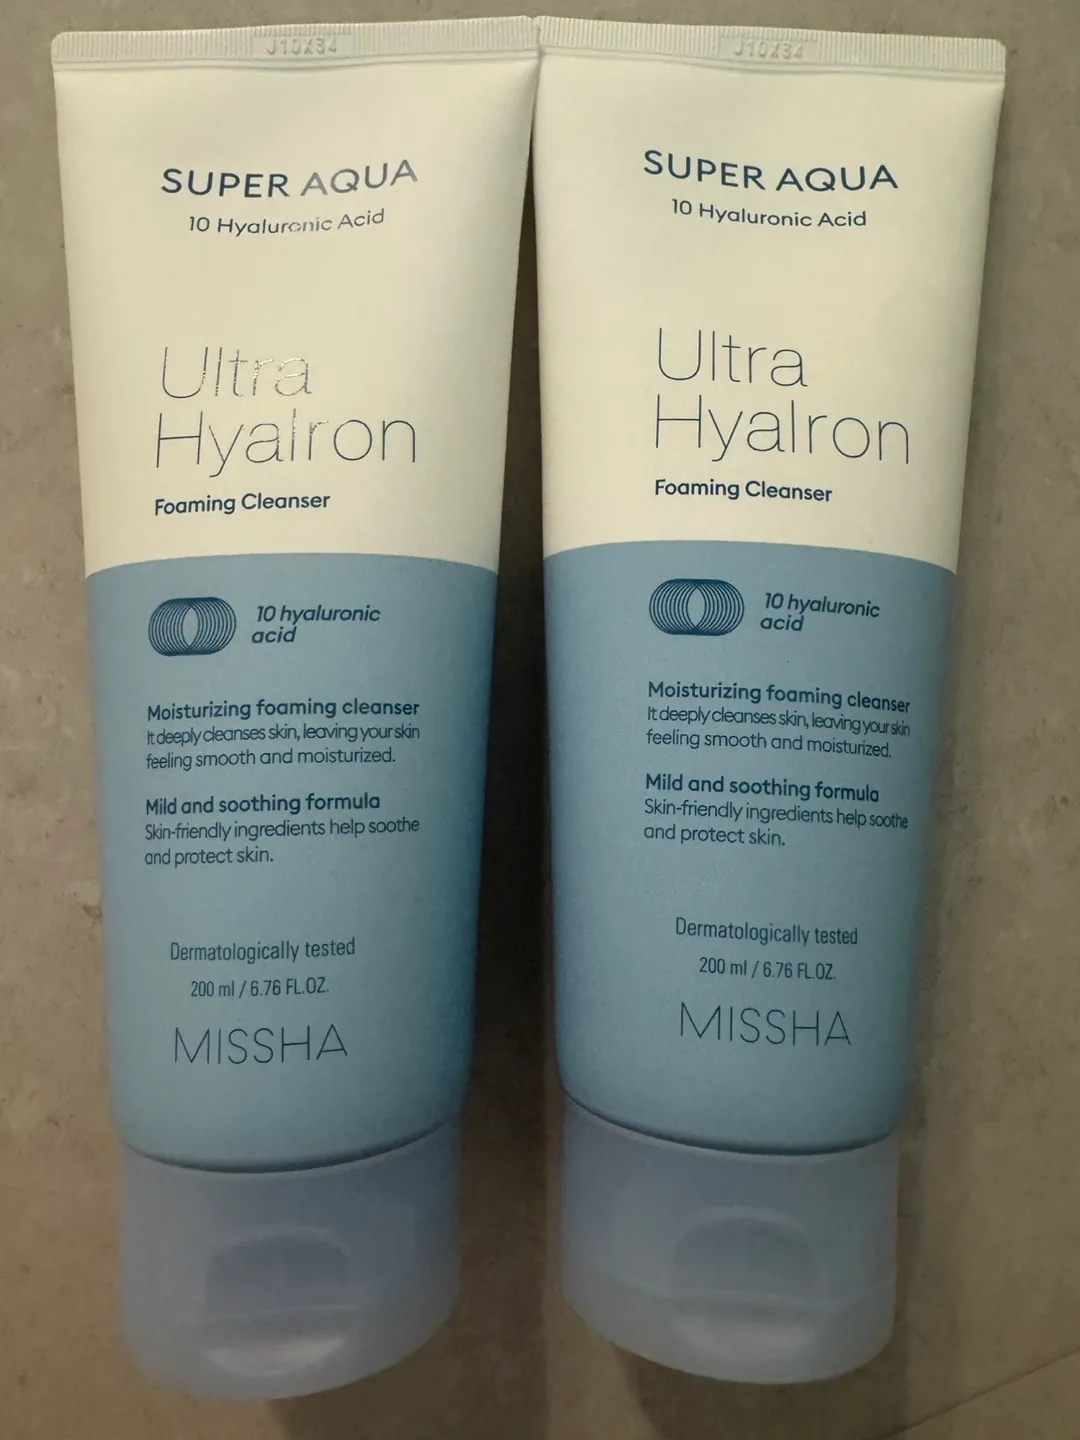 J10X34
SUPER AQUA
10 Hyaluronic Acid
Ultra
Hyalron
Foaming Cleanser
10 hyaluronic
acid
Moisturizing foaming cleanser
It deeply cleanses skin, leaving your skin
feeling smooth and moisturized.
Mild and soothing formula
Skin-friendly ingredients help soothe
and protect skin.
Dermatologically tested
200 ml / 6.76 FL.OZ.
MISSHA
J10X34
SUPER AQUA
10 Hyaluronic Acid
Ultra
Hyalron
Foaming Cleanser
10 hyaluronic
acid
Moisturizing foaming cleanser
It deeply cleanses skin, leaving your skin
feeling smooth and moisturized.
Mild and soothing formula
Skin-friendly ingredients help soothe
and protect skin.
Dermatologically tested
200 ml / 6.76 FL.OZ.
MISSHA